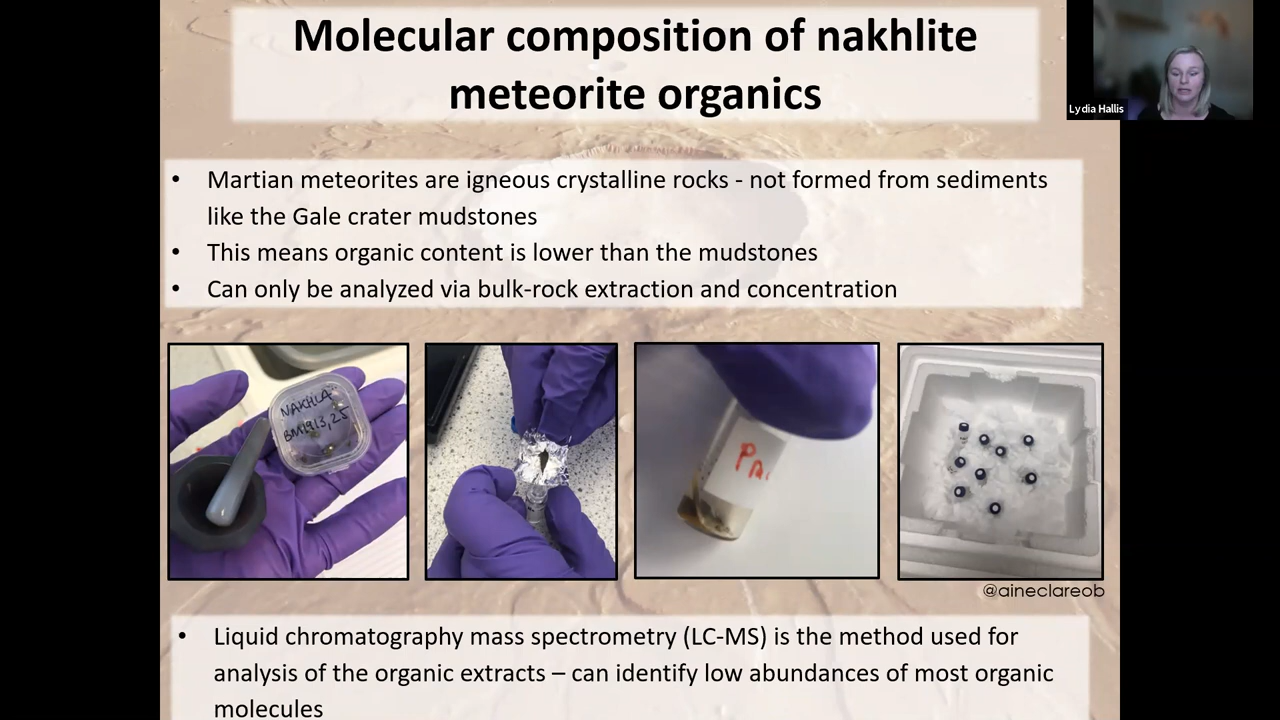 Molecular composition of nakhlite
meteorite organics
Lydia Hallis
• Martian meteorites are igneous crystalline rocks - not formed from sediments
like the Gale crater mudstones
• This means organic content is lower than the mudstones
• Can only be analyzed via bulk-rock extraction and concentration
NAKHLA
BM1913,25
@aineclareob
• Liquid chromatography mass spectrometry (LC-MS) is the method used for
analysis of the organic extracts – can identify low abundances of most organic
molecules